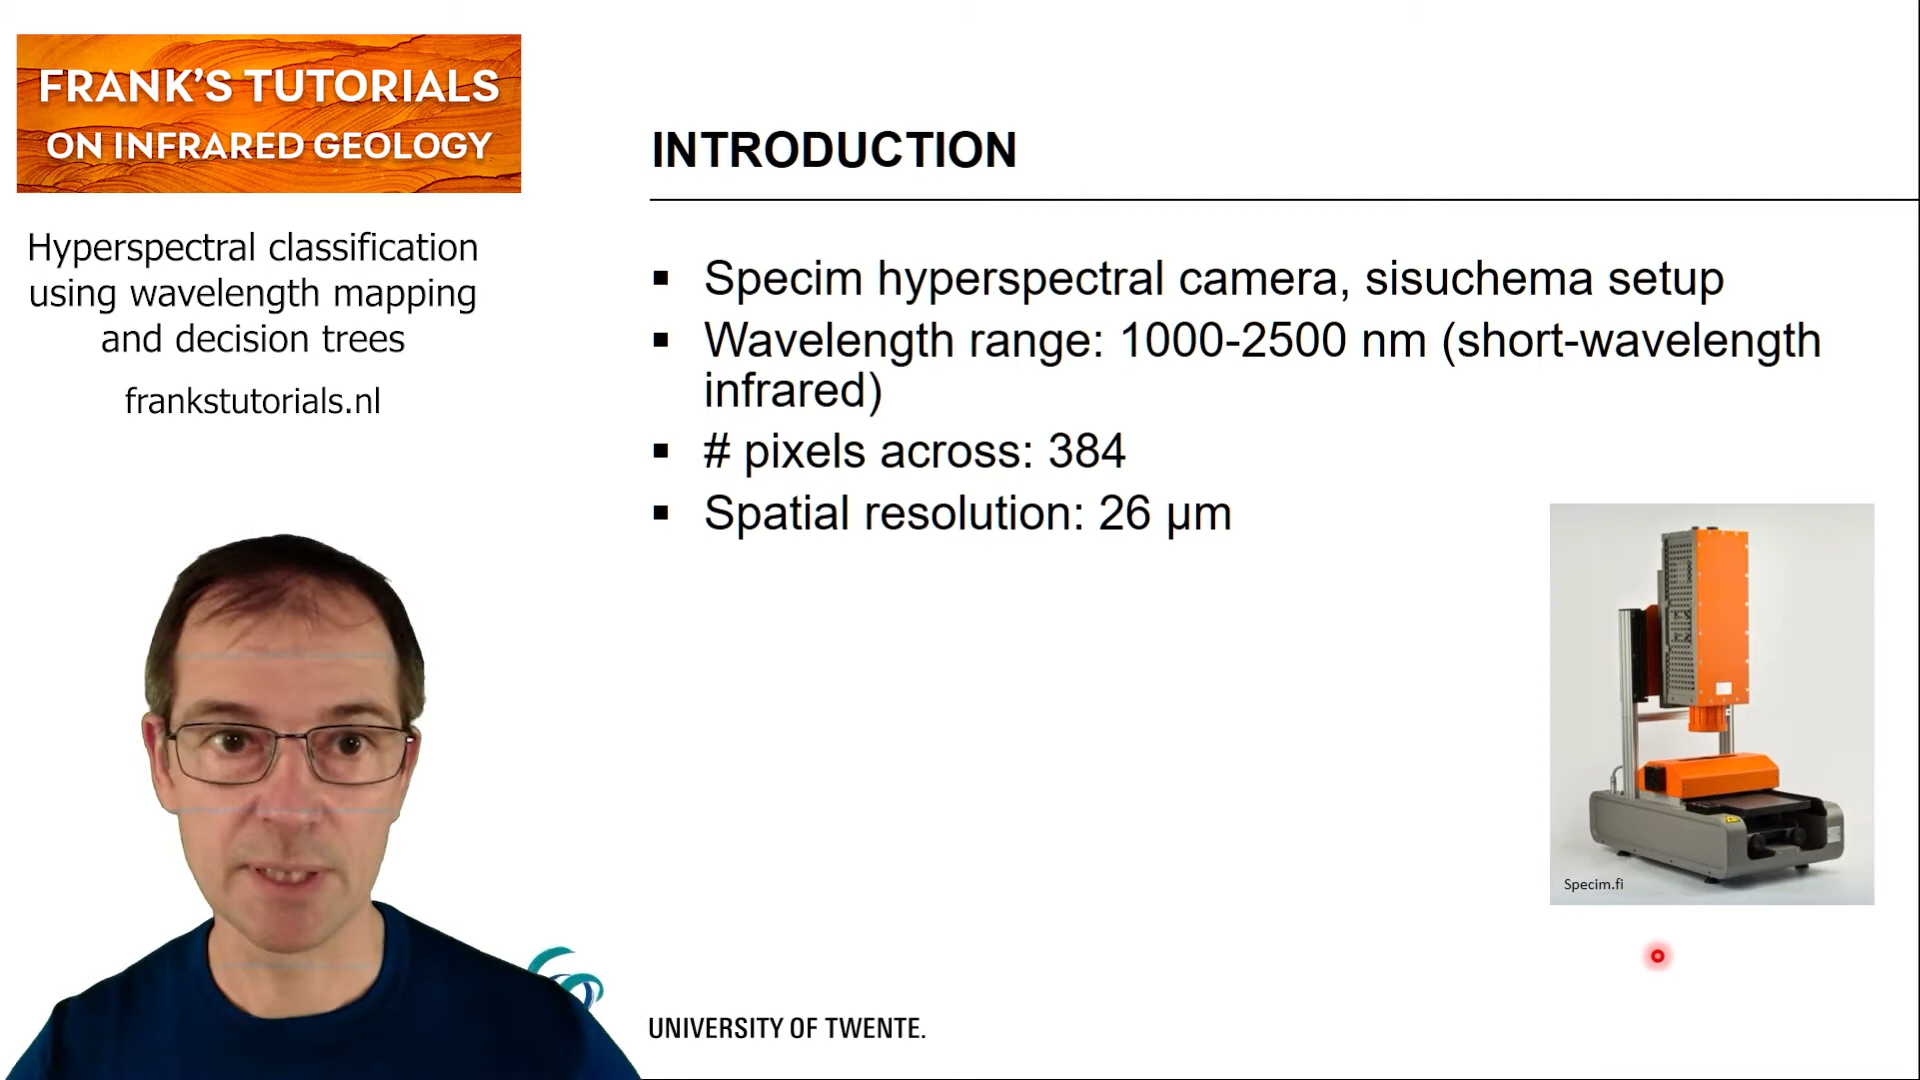 FRANK'S TUTORIALS
ON INFRARED GEOLOGY
Hyperspectral classification
using wavelength mapping
and decision trees
frankstutorials.nl
INTRODUCTION
▪ Specim hyperspectral camera, sisuchema setup
▪ Wavelength range: 1000-2500 nm (short-wavelength
infrared)
▪ # pixels across: 384
▪ Spatial resolution: 26 µm
Specim.fi
UNIVERSITY OF TWENTE.